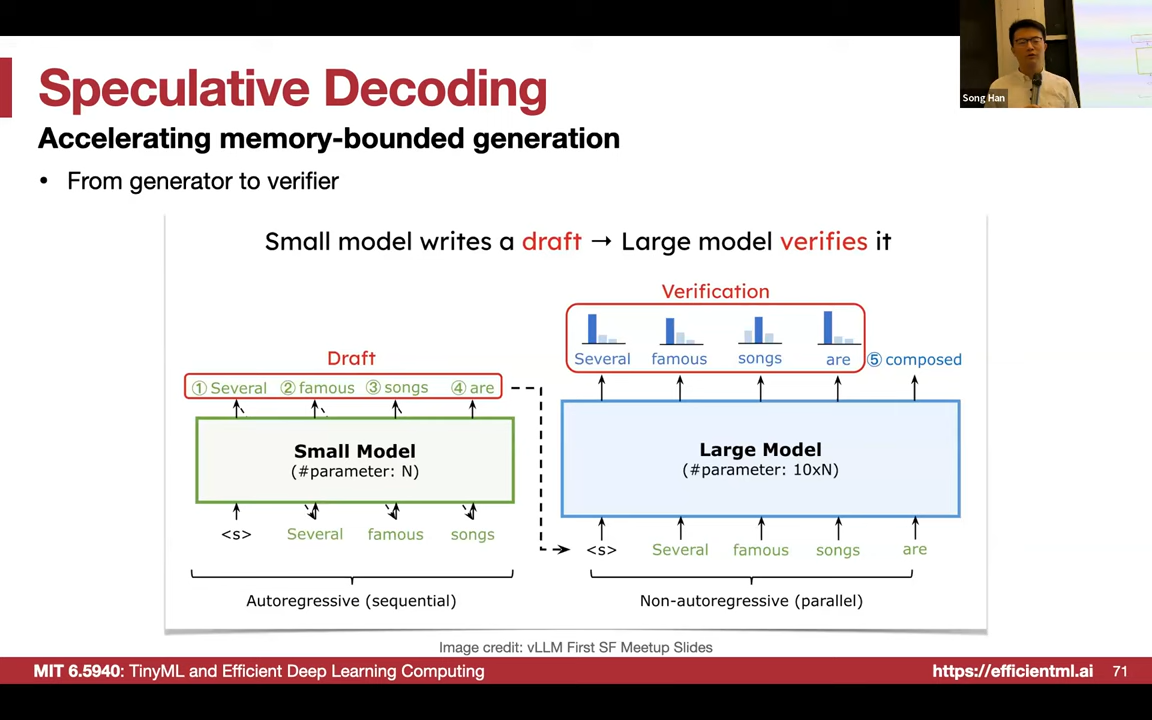 Song Han
Speculative Decoding
Accelerating memory-bounded generation
• From generator to verifier
Small model writes a draft → Large model verifies it
Draft
① Several ② famous ③ songs ④ are
Small Model
(#parameter: N)
<s> Several famous songs
Autoregressive (sequential)
Verification
Several famous songs are ⑤ composed
Large Model
(#parameter: 10xN)
<s> Several famous songs are
Non-autoregressive (parallel)
Image credit: vLLM First SF Meetup Slides
MIT 6.5940: TinyML and Efficient Deep Learning Computing
https://efficientml.ai 71